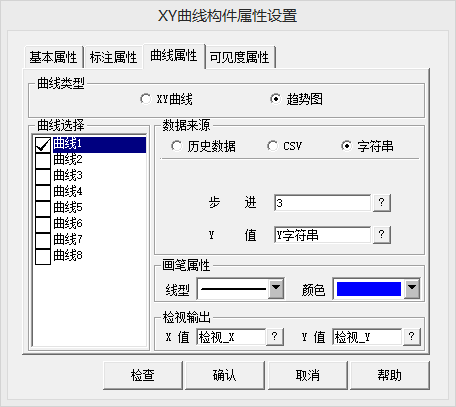 XY曲线构件属性设置
基本属性 标注属性 曲线属性 可见度属性
曲线类型
XY曲线 趋势图
曲线选择
曲线1
曲线2
曲线3
曲线4
曲线5
曲线6
曲线7
曲线8
数据来源
历史数据 CSV 字符串
步 进 3 ?
Y 值 Y字符串 ?
画笔属性
线型 颜色
检视输出
X 值 检视_X ? Y 值 检视_Y ?
检查 确认 取消 帮助